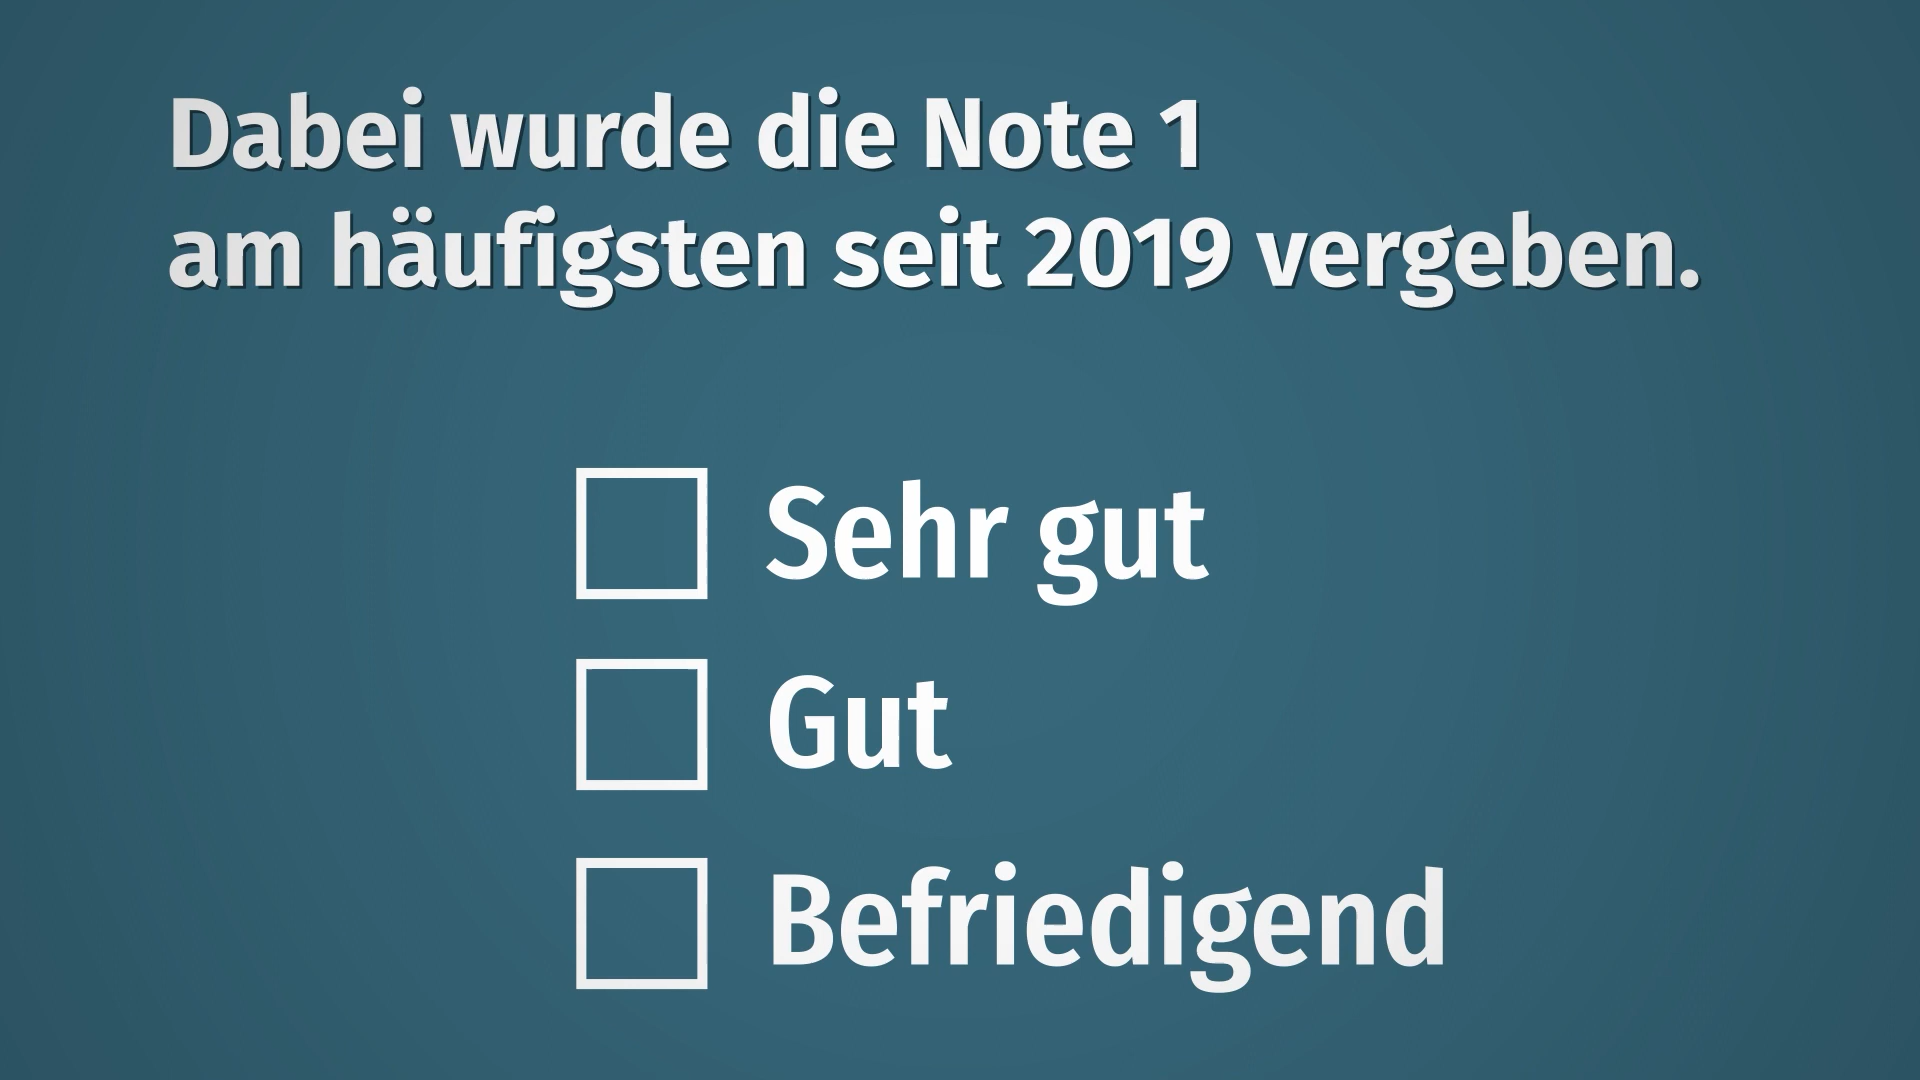 Dabei wurde die Note 1
am häufigsten seit 2019 vergeben.
Sehr gut
Gut
Befriedigend